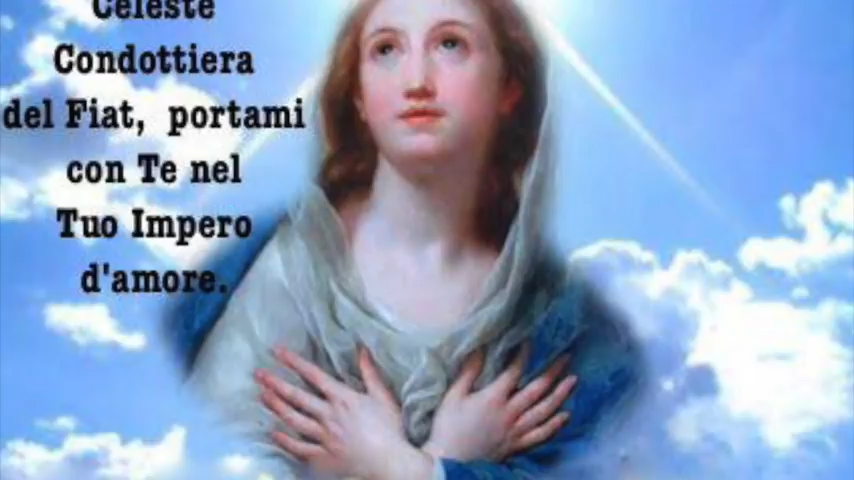 Celeste
Condottiera
del Fiat, portami
con Te nel
Tuo Impero
d'amore.